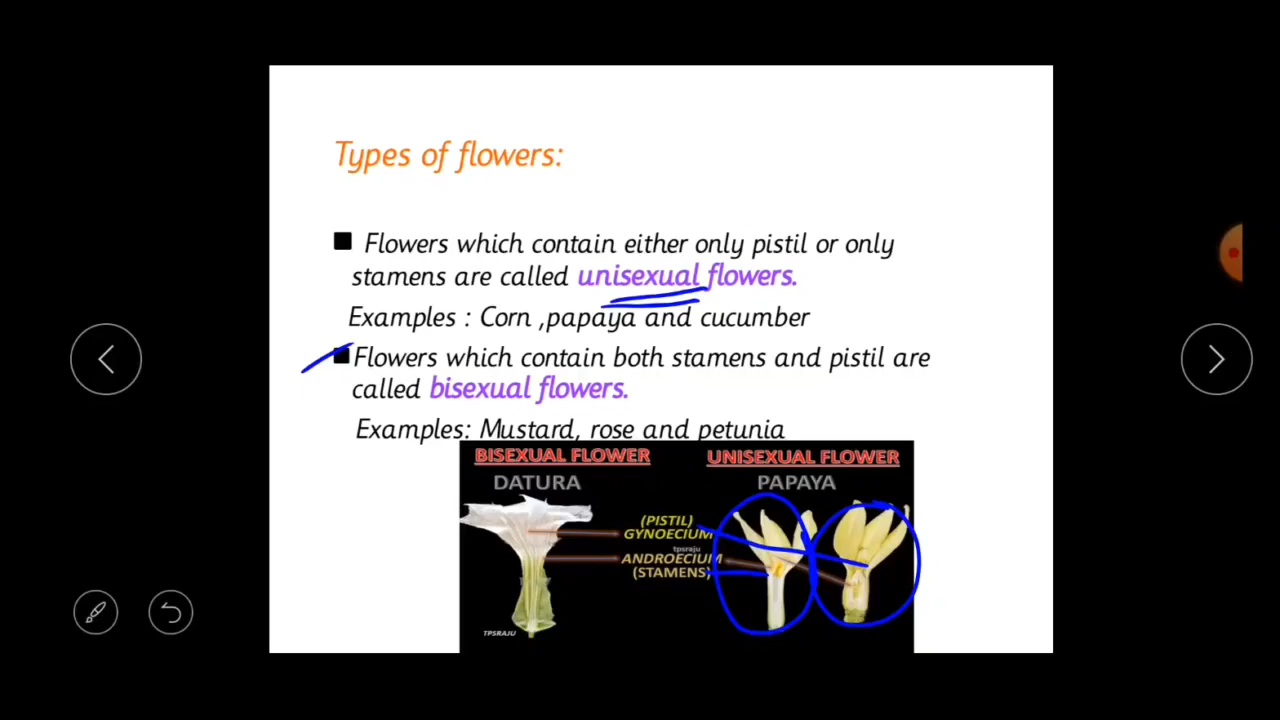 Types of flowers:
Flowers which contain either only pistil or only
stamens are called unisexual flowers.
Examples : Corn ,papaya and cucumber
Flowers which contain both stamens and pistil are
called bisexual flowers.
Examples: Mustard, rose and petunia
BISEXUAL FLOWER
DATURA
UNISEXUAL FLOWER
PAPAYA
(PISTIL)
GYNOECIUM
tpsraju
ANDROECIUM
(STAMENS)
TPSRAJU